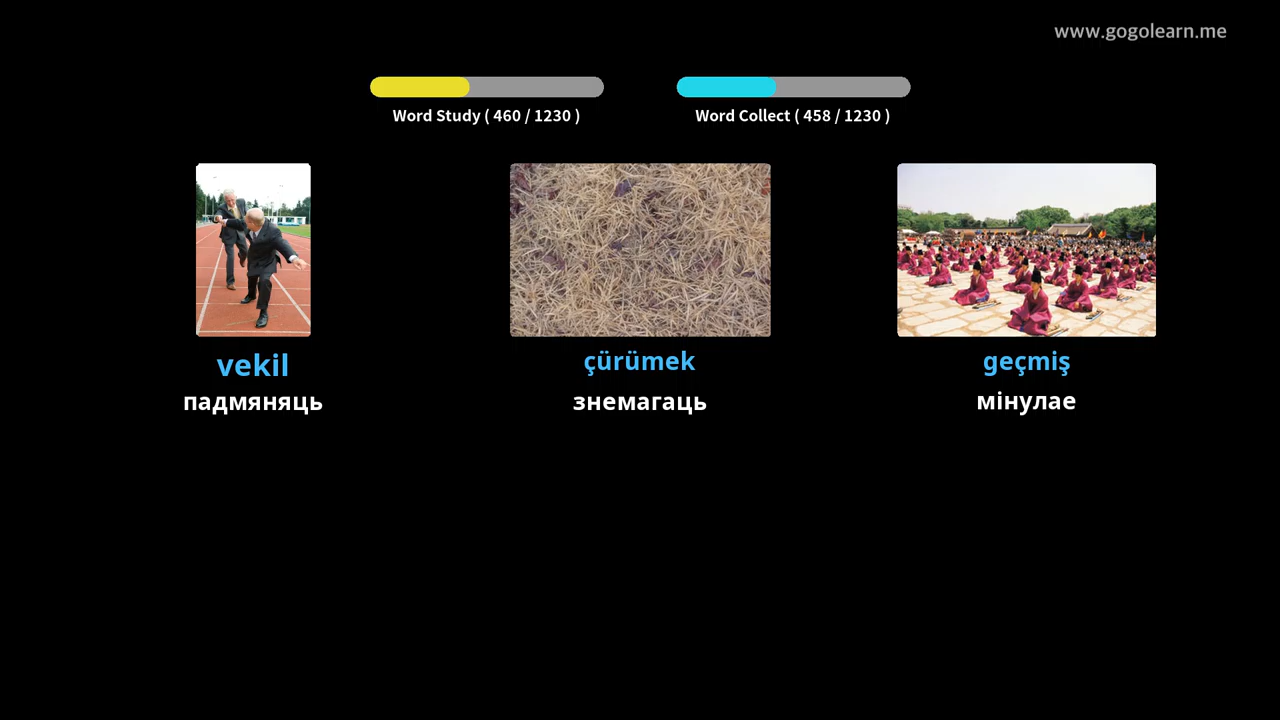 www.gogolearn.me
Word Study ( 460 / 1230 )
Word Collect ( 458 / 1230 )
vekil
падмяняць
çürümek
знемагаць
geçmiş
мінулае